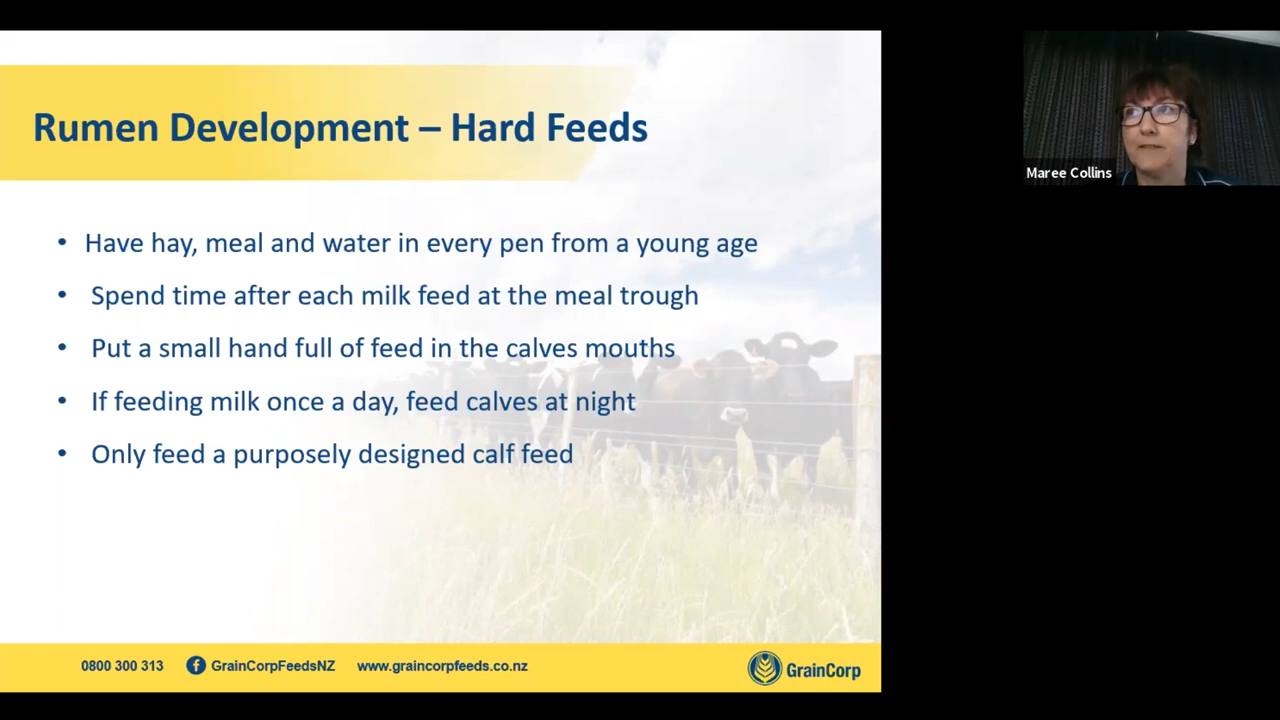 Rumen Development – Hard Feeds
• Have hay, meal and water in every pen from a young age
• Spend time after each milk feed at the meal trough
• Put a small hand full of feed in the calves mouths
• If feeding milk once a day, feed calves at night
• Only feed a purposely designed calf feed
0800 300 313 GrainCorpFeedsNZ www.graincorpfeeds.co.nz GrainCorp
Maree Collins